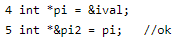 4 int *pi = &ival;
5 int *&pi2 = pi;   //ok